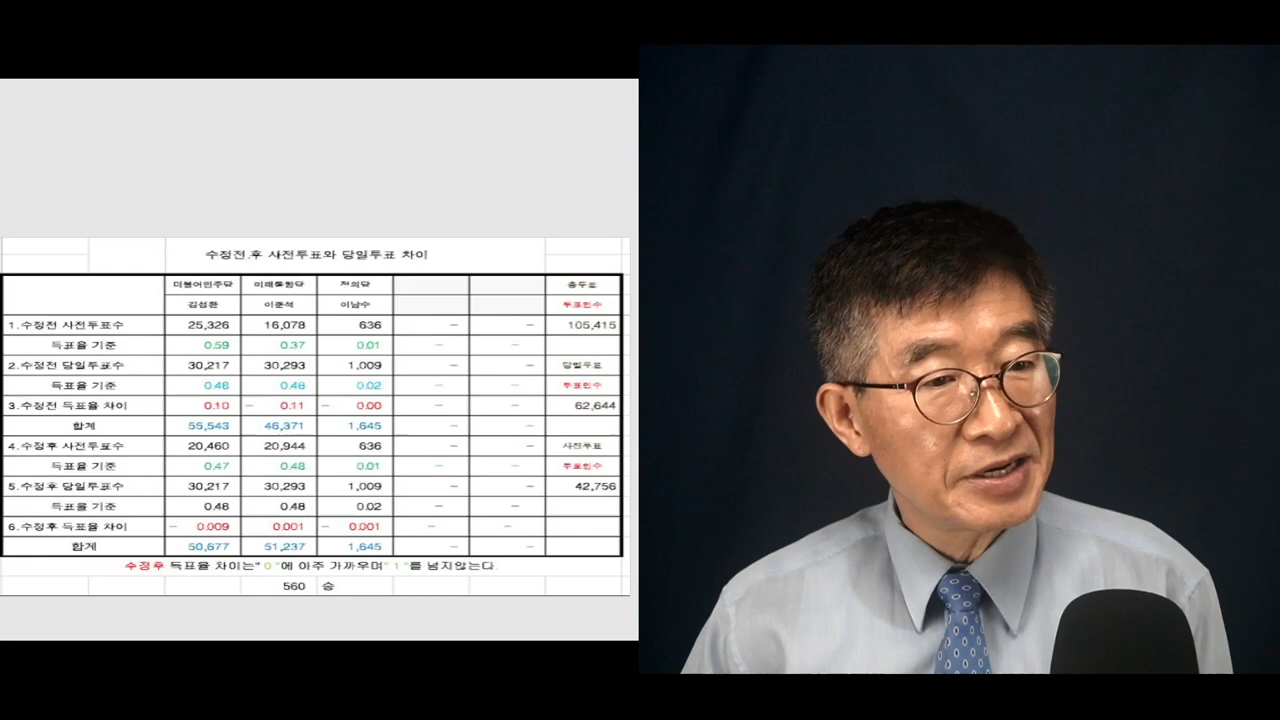 수정전.후 사전투표와 당일투표 차이
더불어민주당 미래통합당 정의당 총투표
김성환 이준석 이남수 투표인수
1.수정전 사전투표수 25,326 16,078 636 – – 105,415
득표율 기준 0.59 0.37 0.01 – –
2.수정전 당일투표수 30,217 30,293 1,009 – – 당일투표
득표율 기준 0.48 0.48 0.02 – – 투표인수
3.수정전 득표율 차이 0.10 – 0.11 – 0.00 – – 62,644
합계 55,543 46,371 1,645 – –
4.수정후 사전투표수 20,460 20,944 636 – – 사전투표
득표율 기준 0.47 0.48 0.01 – – 투표인수
5.수정후 당일투표수 30,217 30,293 1,009 – – 42,756
득표율 기준 0.48 0.48 0.02 – –
6.수정후 득표율 차이 – 0.009 0.001 – 0.001 – –
합계 50,677 51,237 1,645 – –
수정후 득표율 차이는" 0 "에 아주 가까우며" 1 "를 넘지않는다.
560 승